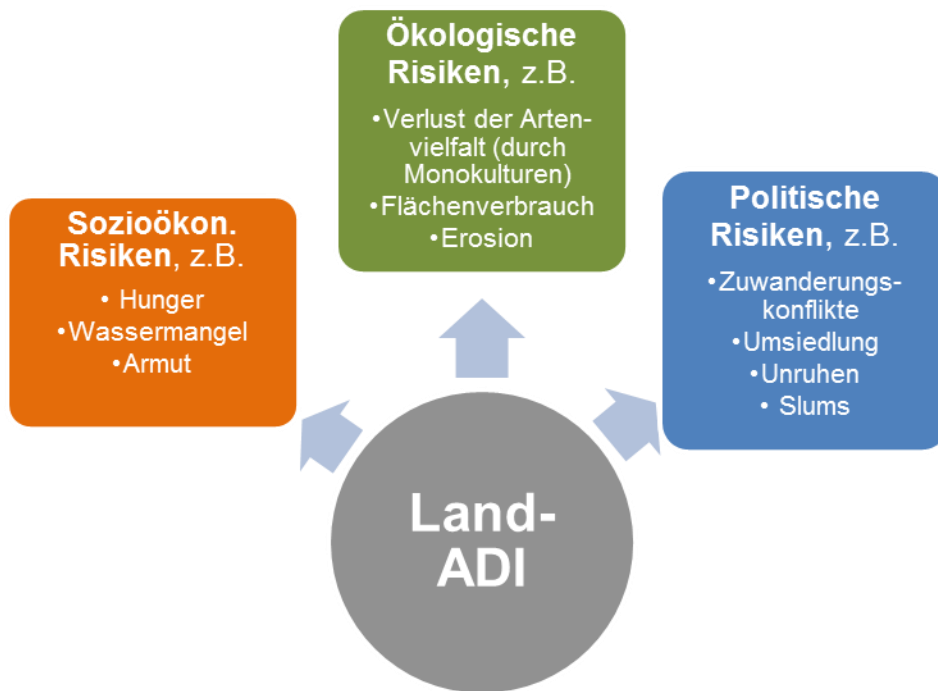 Ökologische
Risiken, z.B.
•Verlust der Arten-
vielfalt (durch
Monokulturen)
•Flächenverbrauch
•Erosion
Sozioökon.
Risiken, z.B.
• Hunger
•Wassermangel
•Armut
Politische
Risiken, z.B.
•Zuwanderungs-
konflikte
•Umsiedlung
•Unruhen
• Slums
Land-
ADI